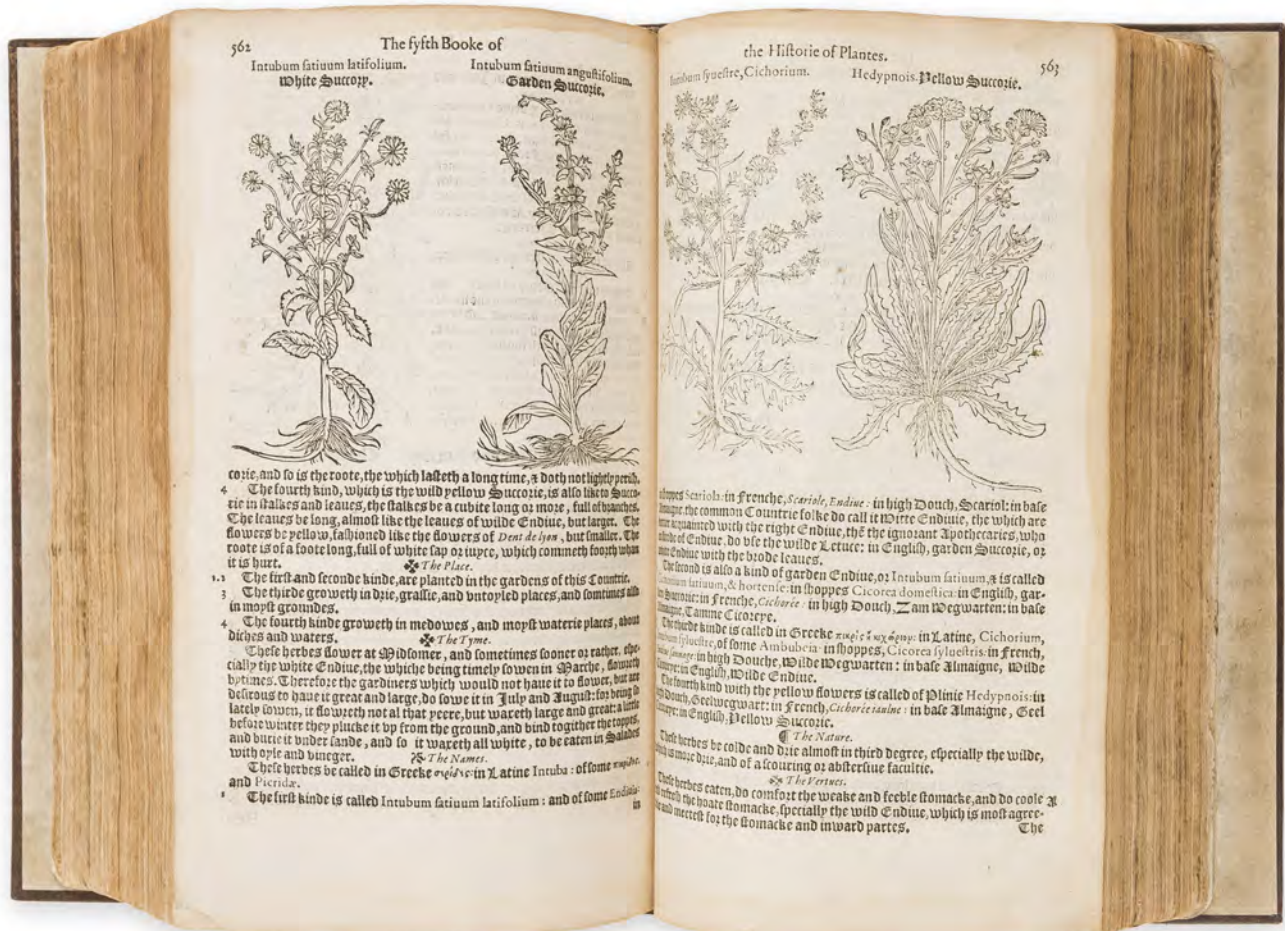 562
The fyfth Booke of
Intubum satiuum latifolium.
White Succory.
Intubum satiuum angustifolium.
Garden Succorie.
corie, and so is the roote, the which lasteth a long time, & doth not lightly perish.
4 The fourth kind, which is the wild yellow Succorie, is also like to Succo-
rie in stalkes and leaues, the stalkes be a cubite long or more, full of branches.
The leaues be long, almost like the leaues of wilde Endiue, but larger. The
flowers be yellow, fashioned like the flowers of Dent de lyon, but smaller. The
roote is of a foote long, full of white sap or iuyce, which commeth foorth whan
it is hurt.
❧ The Place.
1.2 The first and seconde kinde, are planted in the gardens of this Countrie.
3 The thirde groweth in drie, grassie, and vntoyled places, and somtimes also
in moyst groundes.
4 The fourth kinde groweth in medowes, and moyst waterie places, about
diches and waters.
❧ The Tyme.
These herbes flower at Midsomer, and sometimes sooner or rather, espe-
cially the white Endiue, the whiche being timely sowen in Marche, floweth
bytimes. Therefore the gardiners which would not haue it to flower, but are
desirous to haue it great and large, do sowe it in July and August: for being so
lately sowen, it flowreth not al that yeere, but waxeth large and great: a little
before winter they plucke it vp from the ground, and bind togither the toppes,
and burie it vnder sande, and so it waxeth all white, to be eaten in Salades
with oyle and vineger.
❧ The Names.
These herbes be called in Greeke σερίδες: in Latine Intuba: of some
and Picridæ.
1 The first kinde is called Intubum satiuum latifolium: and of some Endiuia:
in
the Historie of Plantes.
563
Intubum syluestre, Cichorium.
Hedypnois. Yellow Succorie.
shoppes Scariola: in Frenche, Scariole, Endiue: in high Douch, Scariol: in base
the common Countrie folke do call it Witte Endiuie, the which are
acquainted with the right Endiue, thẽ the ignorant Apothecaries, who
of Endiue, do vse the wilde Letuce: in English, garden Succorie, or
Endiue with the brode leaues.
The second is also a kind of garden Endiue, or Intubum satiuum, & is called
satiuum, & hortense: in shoppes Cicorea domestica: in English, gar-
Succorie: in Frenche, Cichorée: in high Douch, Zam Wegwarten: in base
Tamme Cicoreye.
The thirde kinde is called in Greeke πικρίς & κιχώριον: in Latine, Cichorium,
syluestre, of some Ambubeia: in shoppes, Cicorea syluestris: in French,
in high Douche, Wilde Wegwarten: in base Almaigne, Wilde
in English, Wilde Endiue.
The fourth kind with the yellow flowers is called of Plinie Hedypnois: in
Douch, Geelwegwart: in French, Cichorée iaulne: in base Almaigne, Geel
in English, Yellow Succorie.
¶ The Nature.
These herbes be colde and drie almost in third degree, especially the wilde,
which is more drie, and of a scouring or abstersiue facultie.
❧ The Vertues.
These herbes eaten, do comfort the weake and feeble stomacke, and do coole A
refresh the hoate stomacke, specially the wild Endiue, which is most agree-
and meetest for the stomacke and inward partes.
The